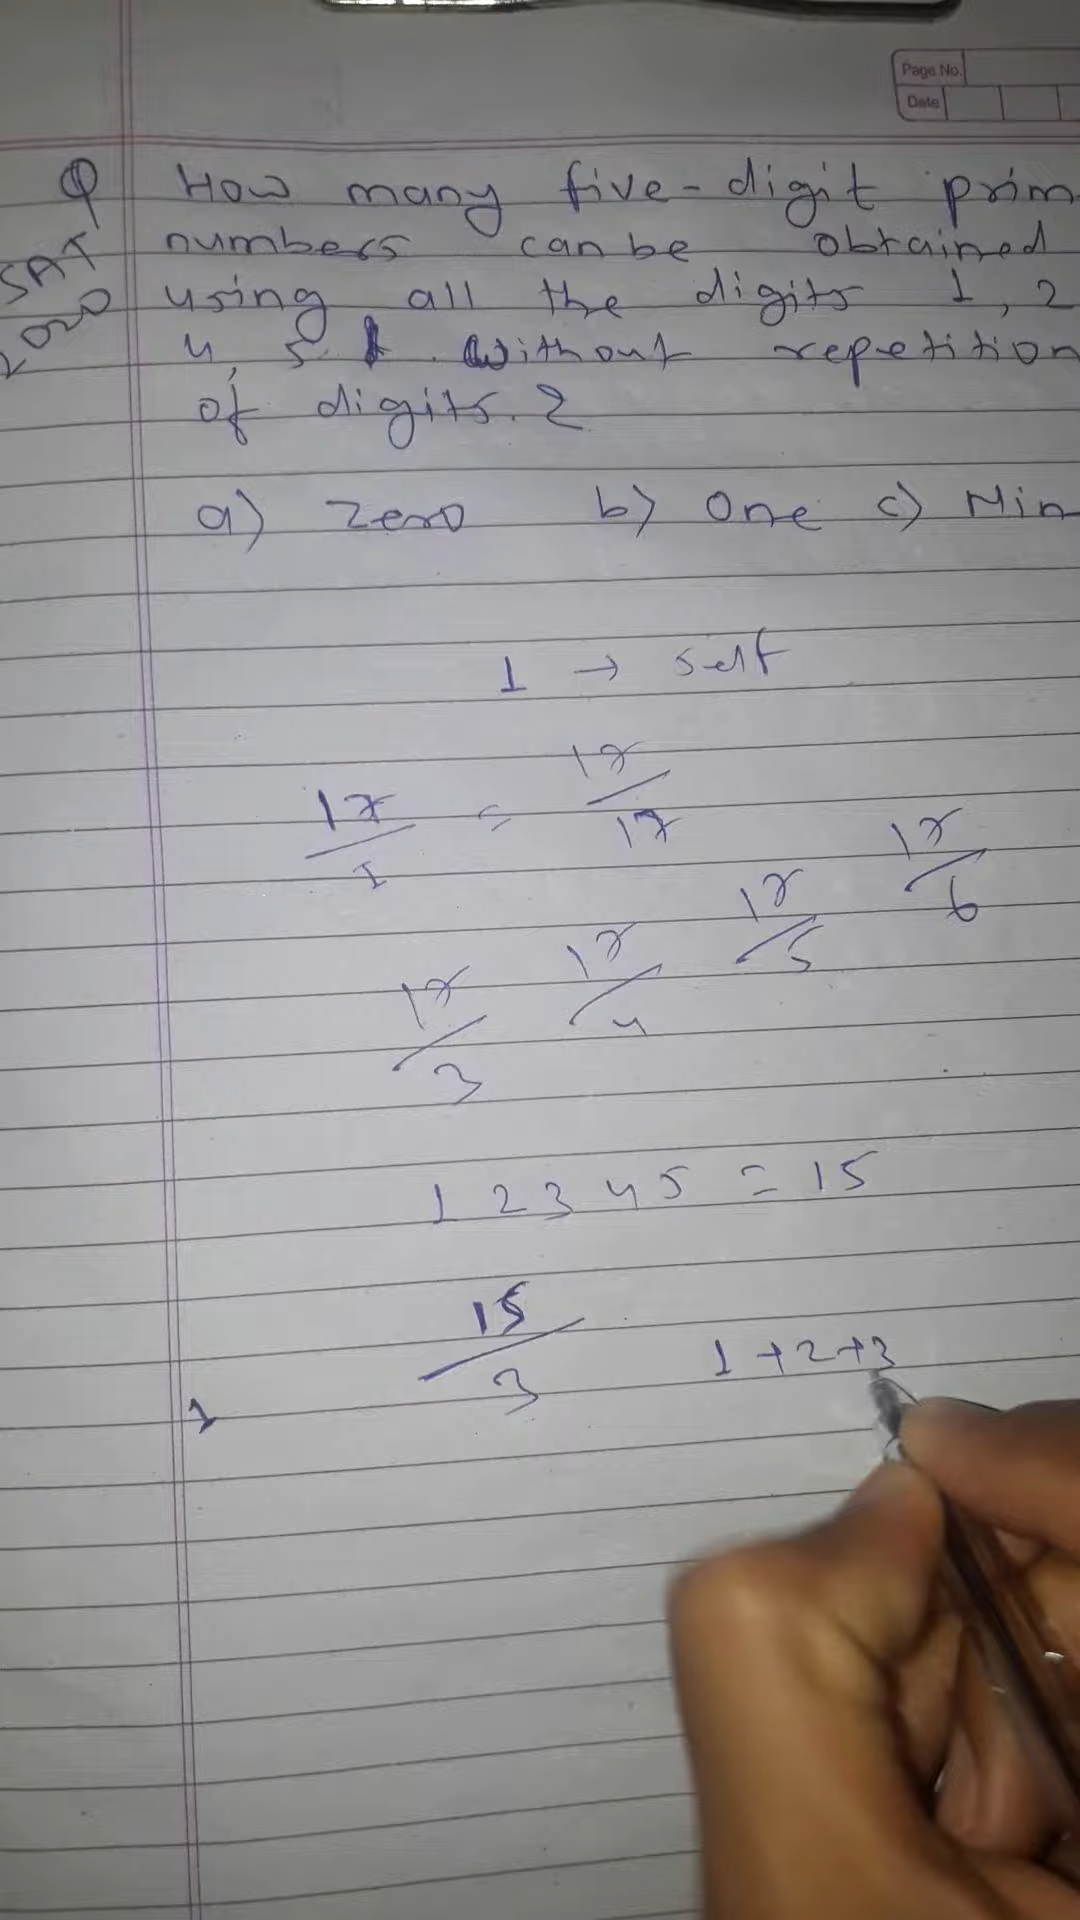 Page No.
Date
Q How many five-digit prim
numbers can be obtained
SAT using all the digits 1, 2
2020 4, 5. without repetition
of digits. ?
a) Zero b) One c) Nin
1 → self
17/1 = 17/17
17/3 17/4 17/5 17/6
1 2 3 4 5 = 15
15/3 1+2+3
1